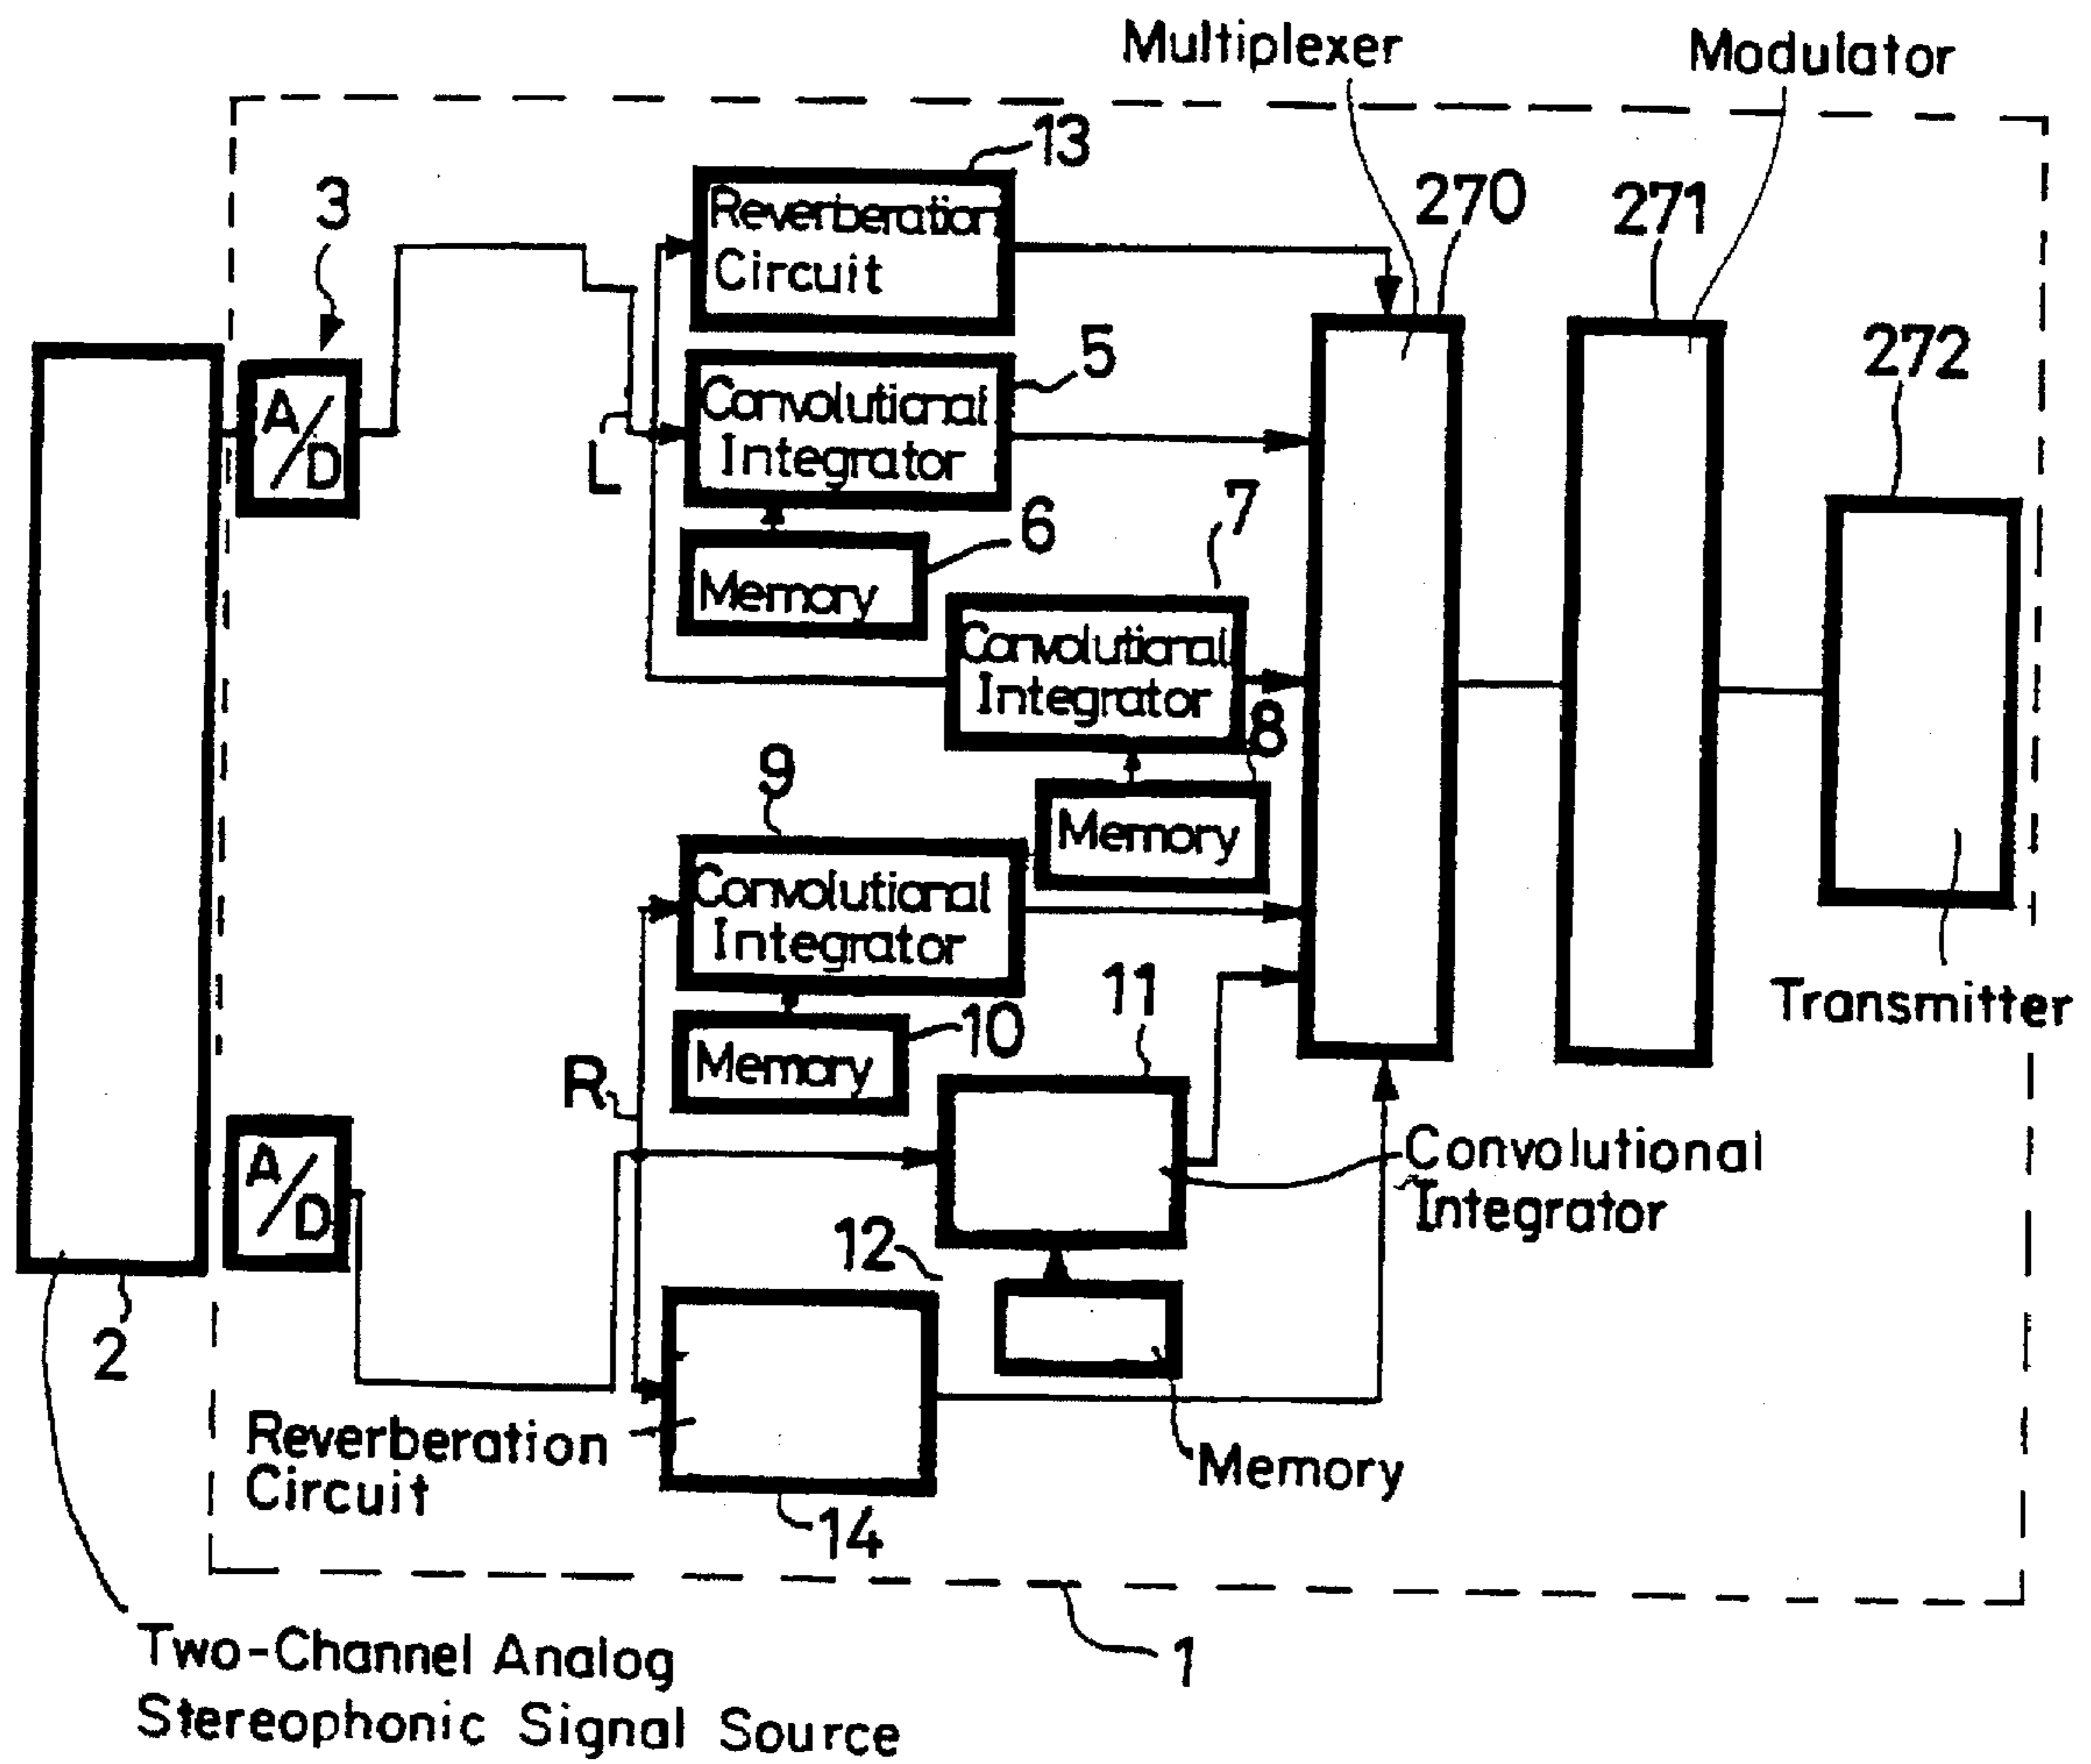 Multiplexer
Modulator
13
3
Reverberation
Circuit
270
271
5
272
A/D
Convolutional
Integrator
L
7
6
Memory
Convolutional
Integrator
8
9
Memory
Convolutional
Integrator
11
10
Transmitter
Memory
R
A/D
Convolutional
Integrator
12
2
Reverberation
Circuit
Memory
14
1
Two-Channel Analog
Stereophonic Signal Source